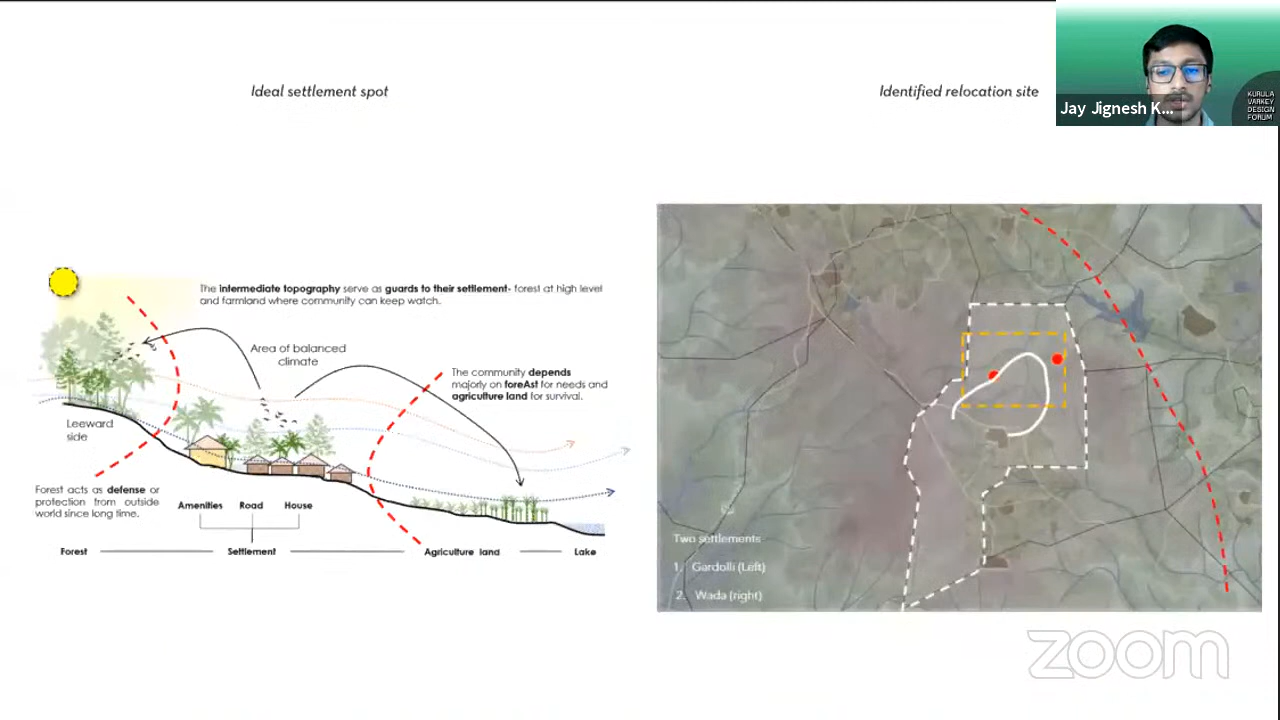 Ideal settlement spot
Identified relocation site
Jay Jignesh K...
KURULA
VARKEY
DESIGN
FORUM
The intermediate topography serve as guards to their settlement- forest at high level
and farmland where community can keep watch.
Area of balanced
climate
The community depends
majorly on foreAst for needs and
agriculture land for survival.
Leeward
side
Forest acts as defense or
protection from outside
world since long time.
Amenities Road House
Forest Settlement Agriculture land Lake
Two settlements
1. Gardolli (Left)
2. Wada (right)
zoom